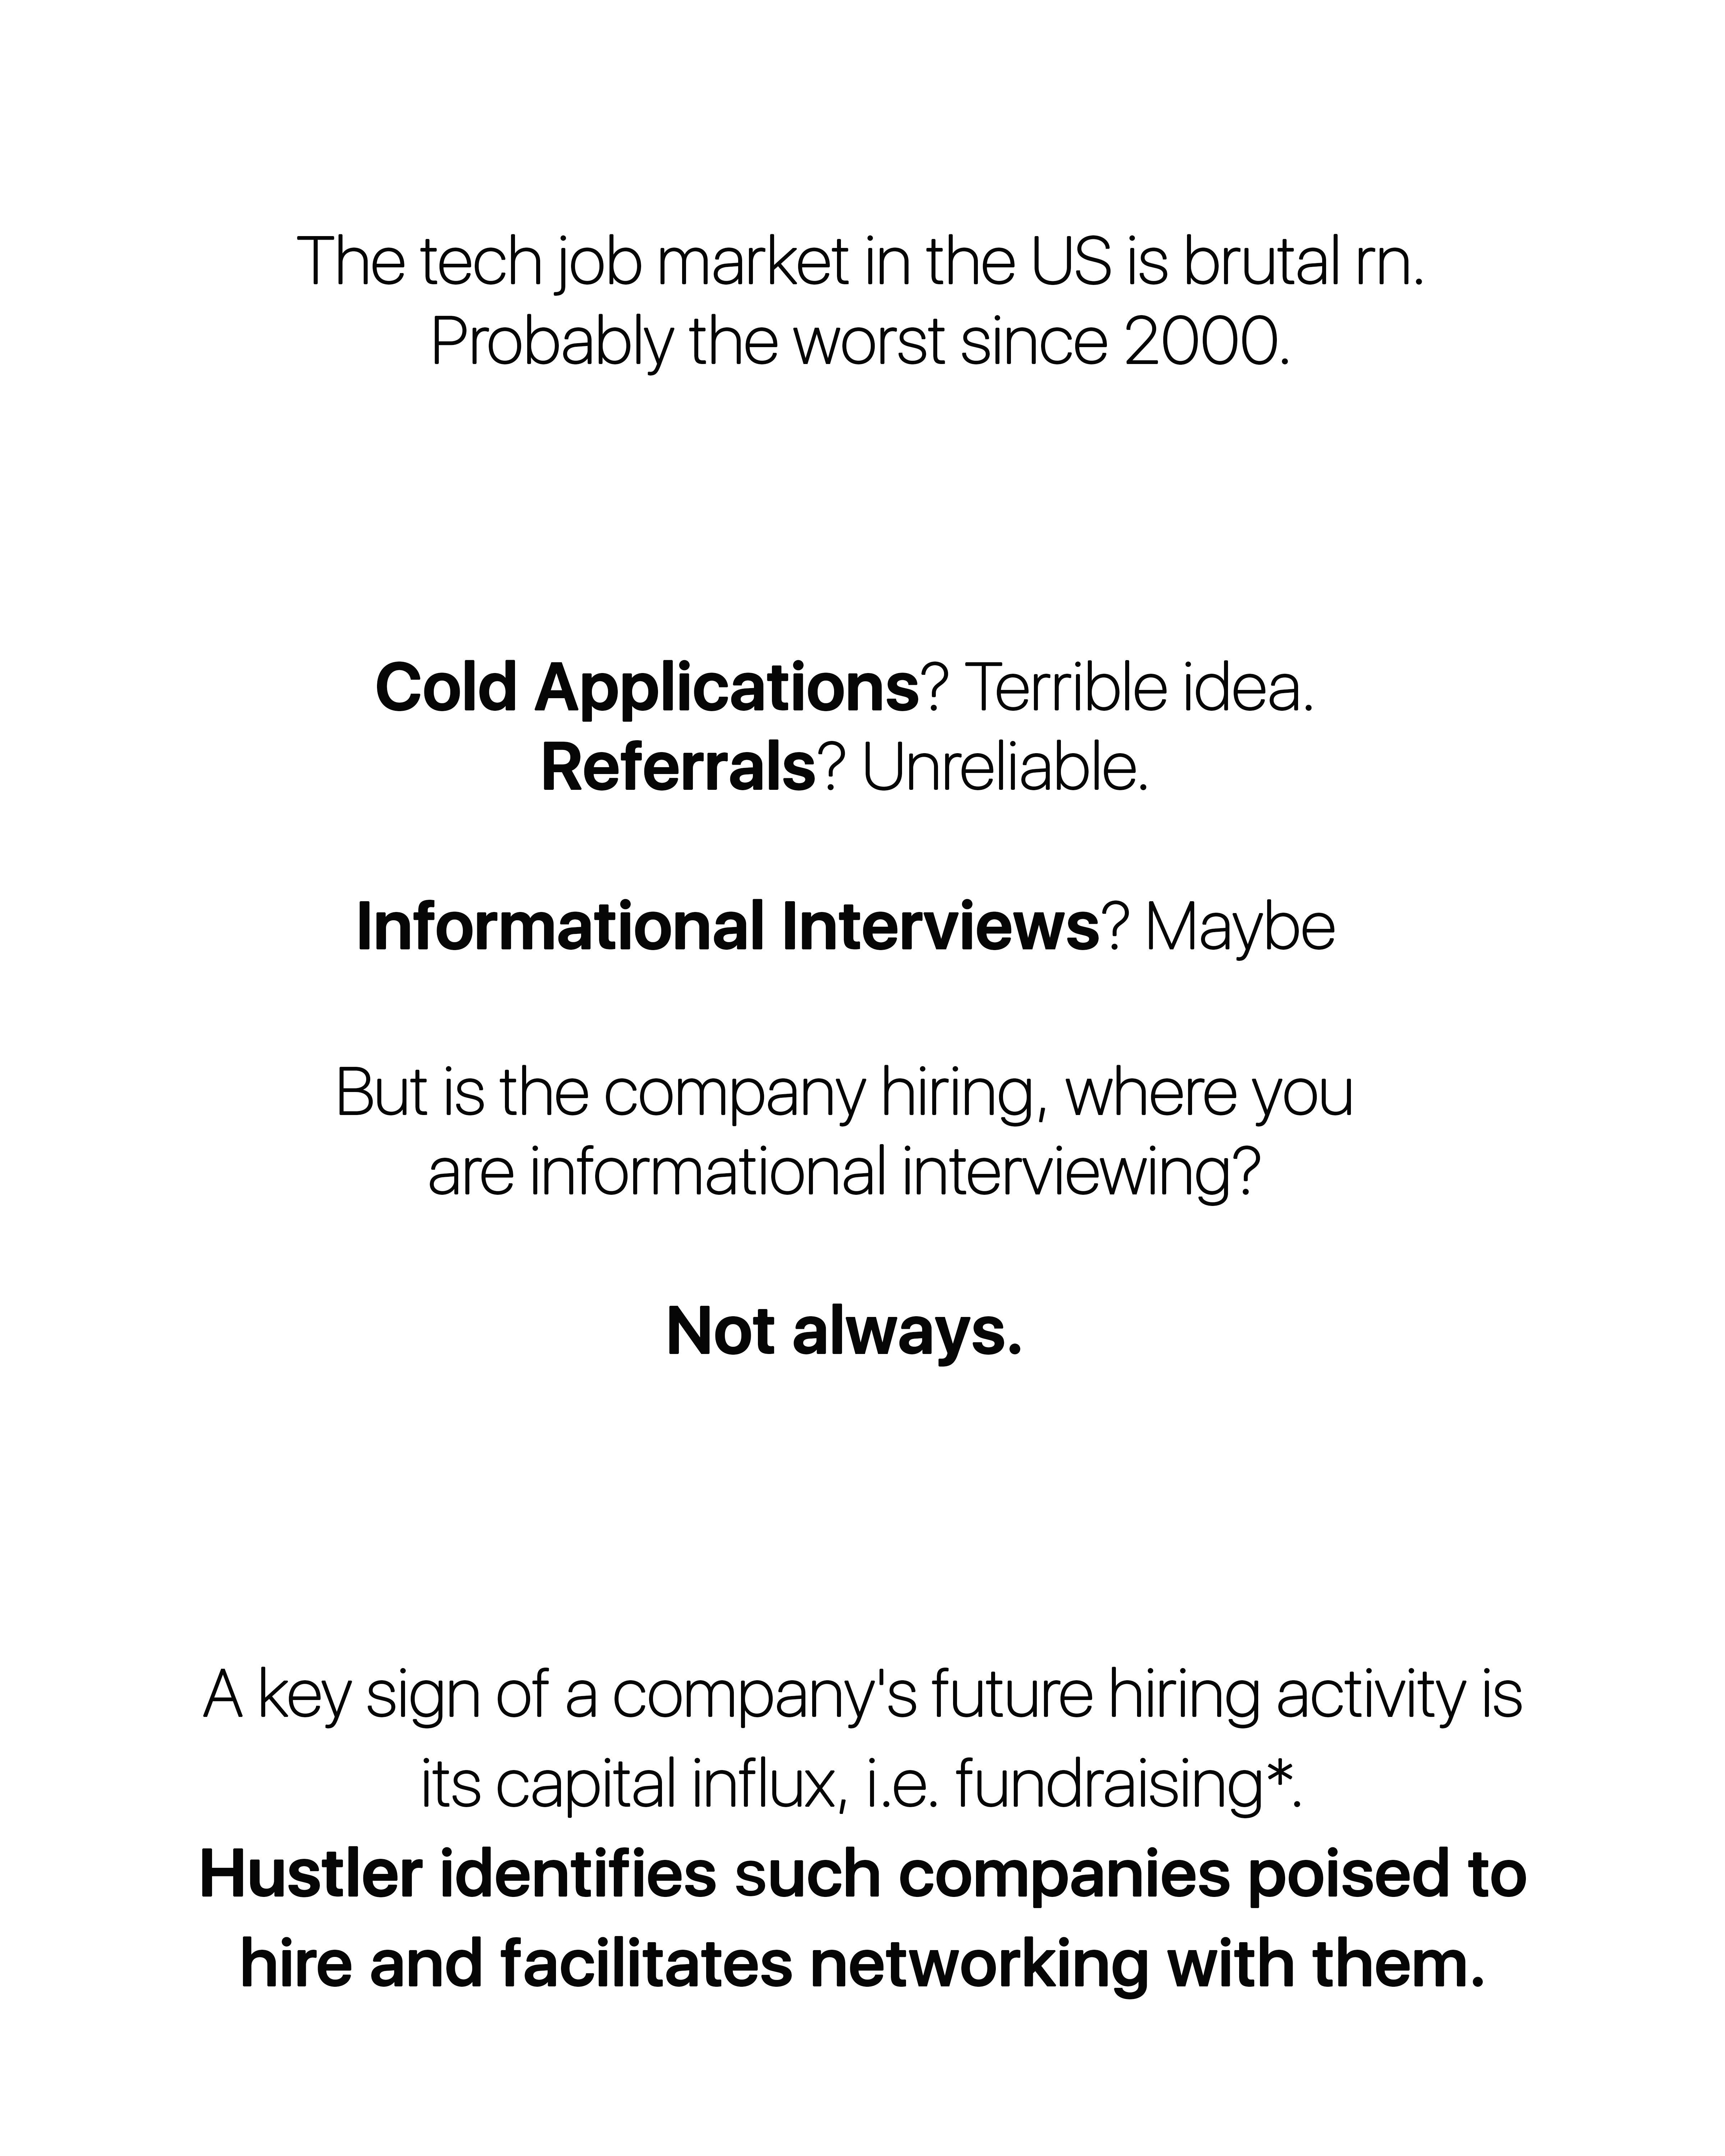 The tech job market in the US is brutal rn.
Probably the worst since 2000.
Cold Applications? Terrible idea.
Referrals? Unreliable.
Informational Interviews? Maybe
But is the company hiring, where you
are informational interviewing?
Not always.
A key sign of a company's future hiring activity is
its capital influx, i.e. fundraising*.
Hustler identifies such companies poised to
hire and facilitates networking with them.